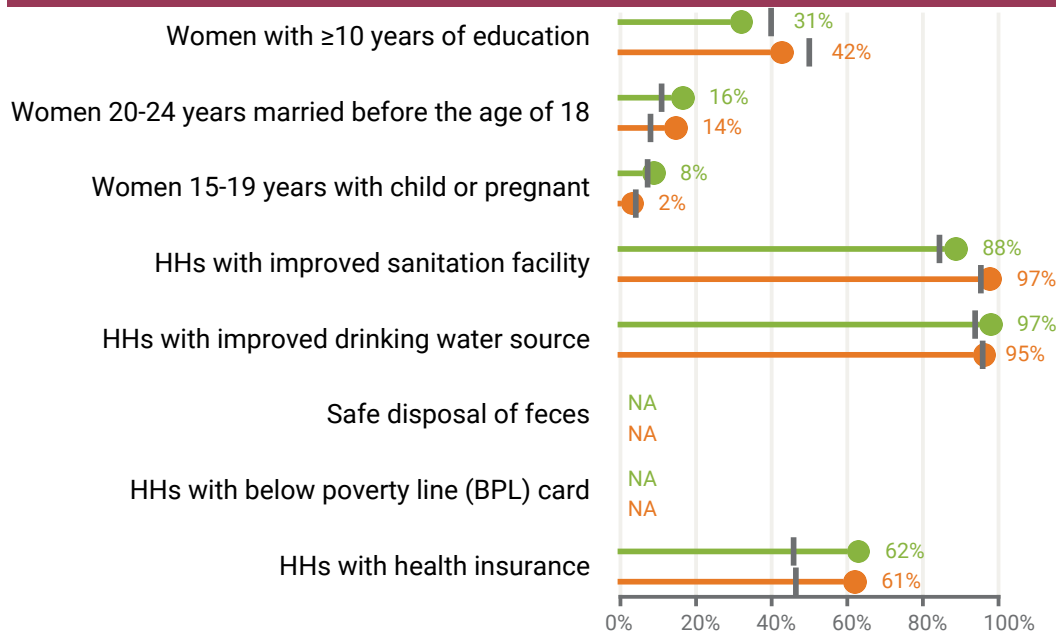 Women with ≥10 years of education
31%
42%
Women 20-24 years married before the age of 18
16%
14%
Women 15-19 years with child or pregnant
8%
2%
HHs with improved sanitation facility
88%
97%
HHs with improved drinking water source
97%
95%
Safe disposal of feces
NA
NA
HHs with below poverty line (BPL) card
NA
NA
HHs with health insurance
62%
61%
0% 20% 40% 60% 80% 100%